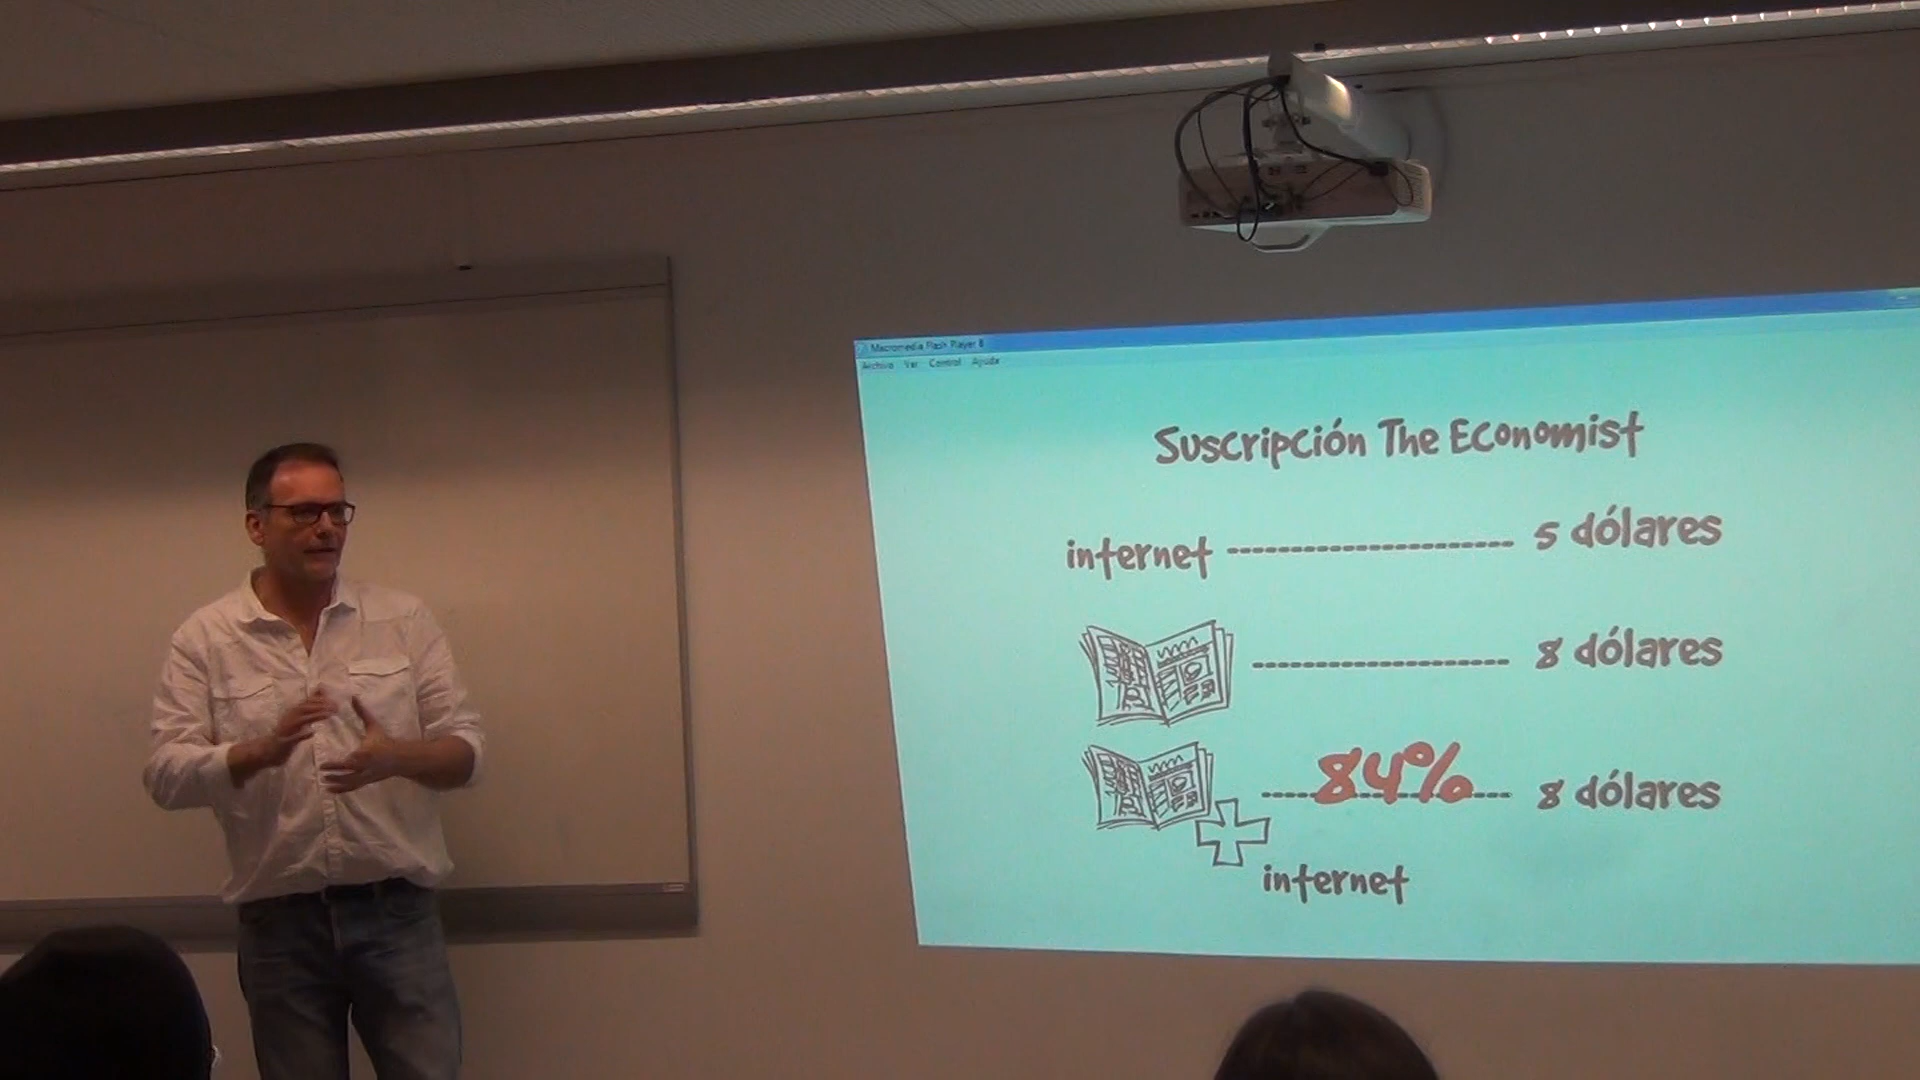 Macromedia Flash Player 8
Archivo Ver Control Ayuda
Suscripción The Economist
internet ---------------------- 5 dólares
-------------------- 8 dólares
84% 8 dólares
internet